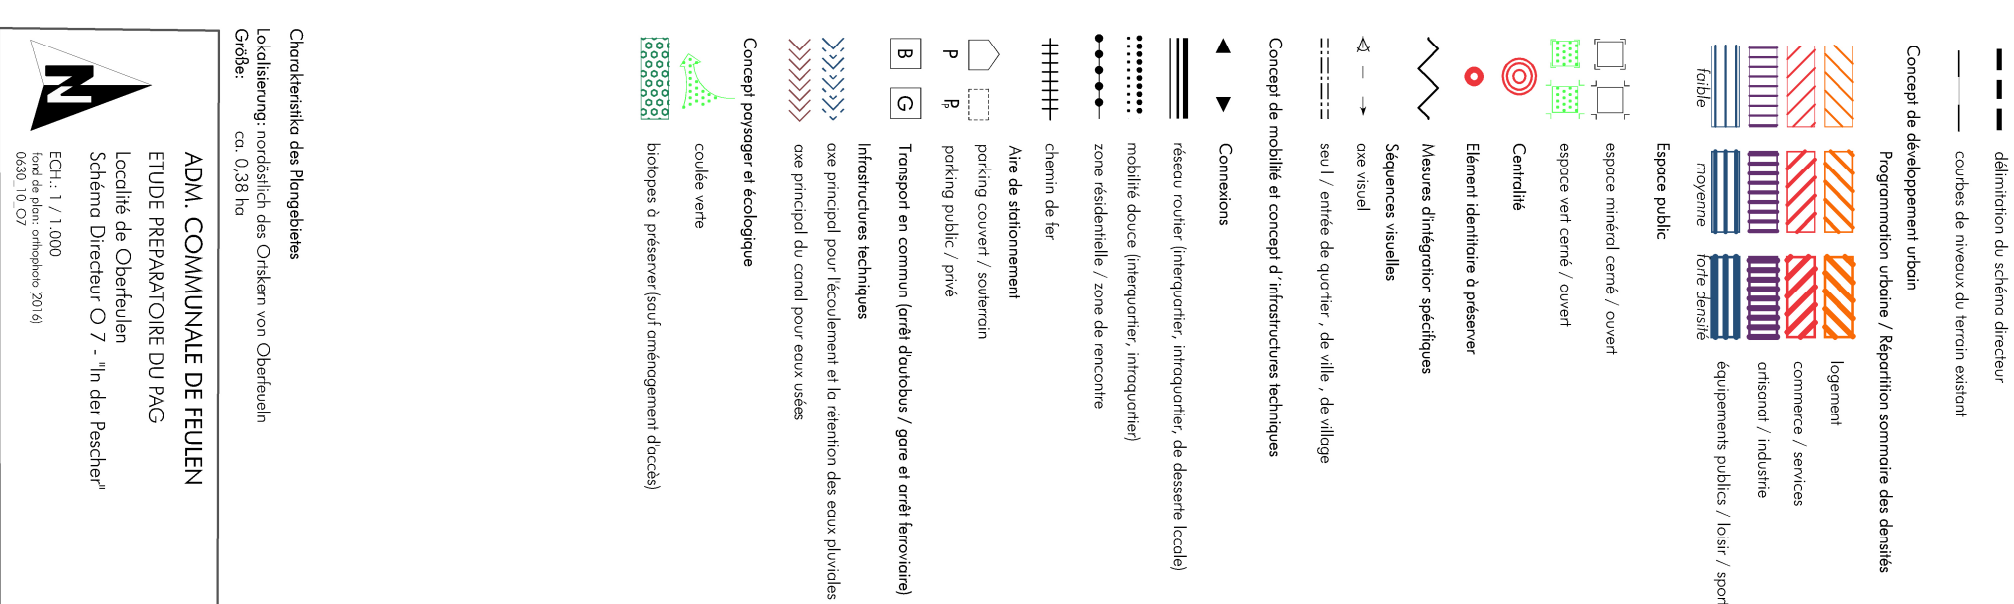 délimitation du schéma directeur
courbes de niveaux du terrain existant
Concept de développement urbain
Programmation urbaine / Répartition sommaire des densités
logement
commerce / services
artisanat / industrie
équipements publics / loisir / sport
faible
moyenne
forte densité
Espace public
espace minéral cerné / ouvert
espace vert cerné / ouvert
Centralité
Elément identitaire à préserver
Mesures d'intégration spécifiques
Séquences visuelles
axe visuel
seuil / entrée de quartier , de ville , de village
Concept de mobilité et concept d´infrastructures techniques
Connexions
réseau routier (interquartier, intraquartier, de desserte locale)
mobilité douce (interquartier, intraquartier)
zone résidentielle / zone de rencontre
chemin de fer
Aire de stationnement
parking couvert / souterrain
P
parking public / privé
B G Transport en commun (arrêt d'autobus / gare et arrêt ferroviaire)
Infrastructures techniques
axe principal pour l'écoulement et la rétention des eaux pluviales
axe principal du canal pour eaux usées
Concept paysager et écologique
coulée verte
biotopes à préserver (sauf aménagement d'accès)
Charakteristika des Plangebietes
Lokalisierung: nordöstlich des Ortskern von Oberfeueln
Größe: ca. 0,38 ha
N
ADM. COMMUNALE DE FEULEN
ETUDE PREPARATOIRE DU PAG
Localité de Oberfeulen
Schéma Directeur O 7 - "In der Pescher"
ECH.: 1 / 1.000
fond de plan: orthophoto 2016)
0630_10_O7